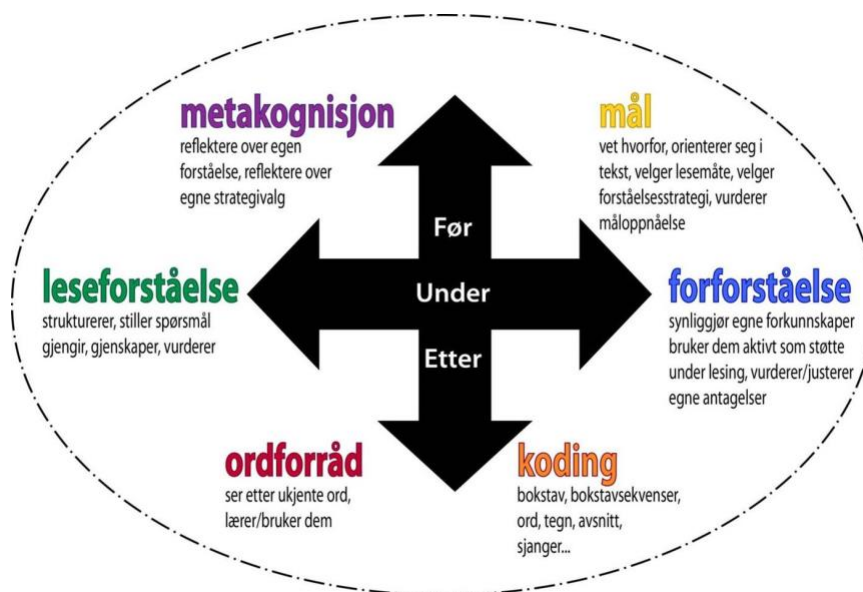 metakognisjon
reflektere over egen
forståelse, reflektere over
egne strategivalg
mål
vet hvorfor, orienterer seg i
tekst, velger lesemåte, velger
forståelsesstrategi, vurderer
måloppnåelse
Før
Under
Etter
leseforståelse
strukturerer, stiller spørsmål
gjengir, gjenskaper, vurderer
forforståelse
synliggjør egne forkunnskaper
bruker dem aktivt som støtte
under lesing, vurderer/justerer
egne antagelser
ordforråd
ser etter ukjente ord,
lærer/bruker dem
koding
bokstav, bokstavsekvenser,
ord, tegn, avsnitt,
sjanger...